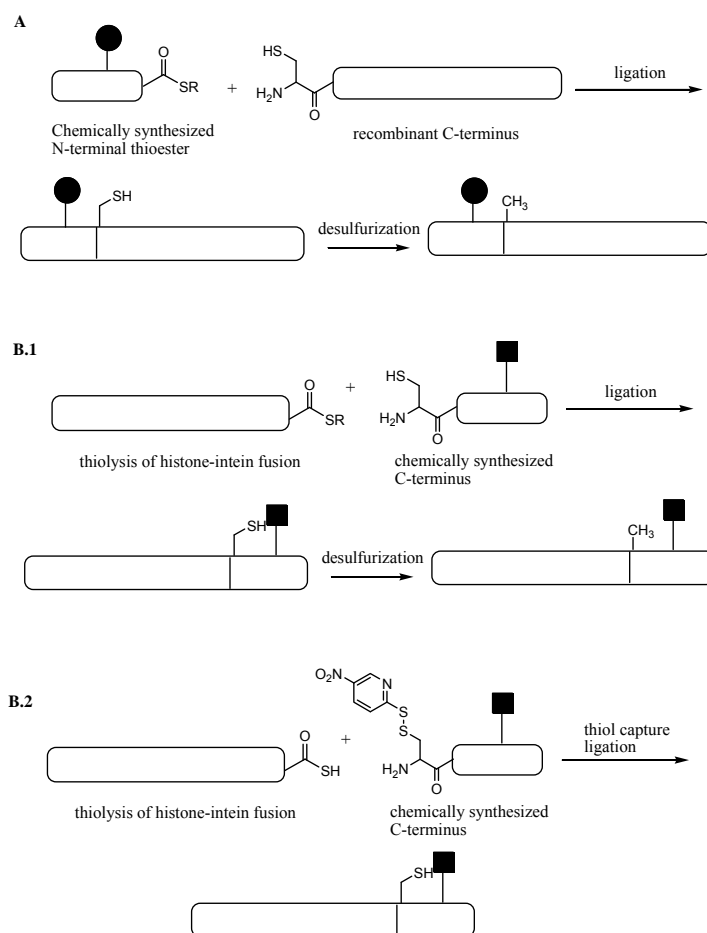 A
HS
O
SR
+
H2N
O
ligation
Chemically synthesized
N-terminal thioester
recombinant C-terminus
SH
desulfurization
CH3
B.1
O
SR
+
HS
H2N
O
ligation
thiolysis of histone-intein fusion
chemically synthesized
C-terminus
SH
desulfurization
CH3
B.2
O2N
N
S
S
O
SH
+
H2N
O
thiol capture
ligation
thiolysis of histone-intein fusion
chemically synthesized
C-terminus
SH